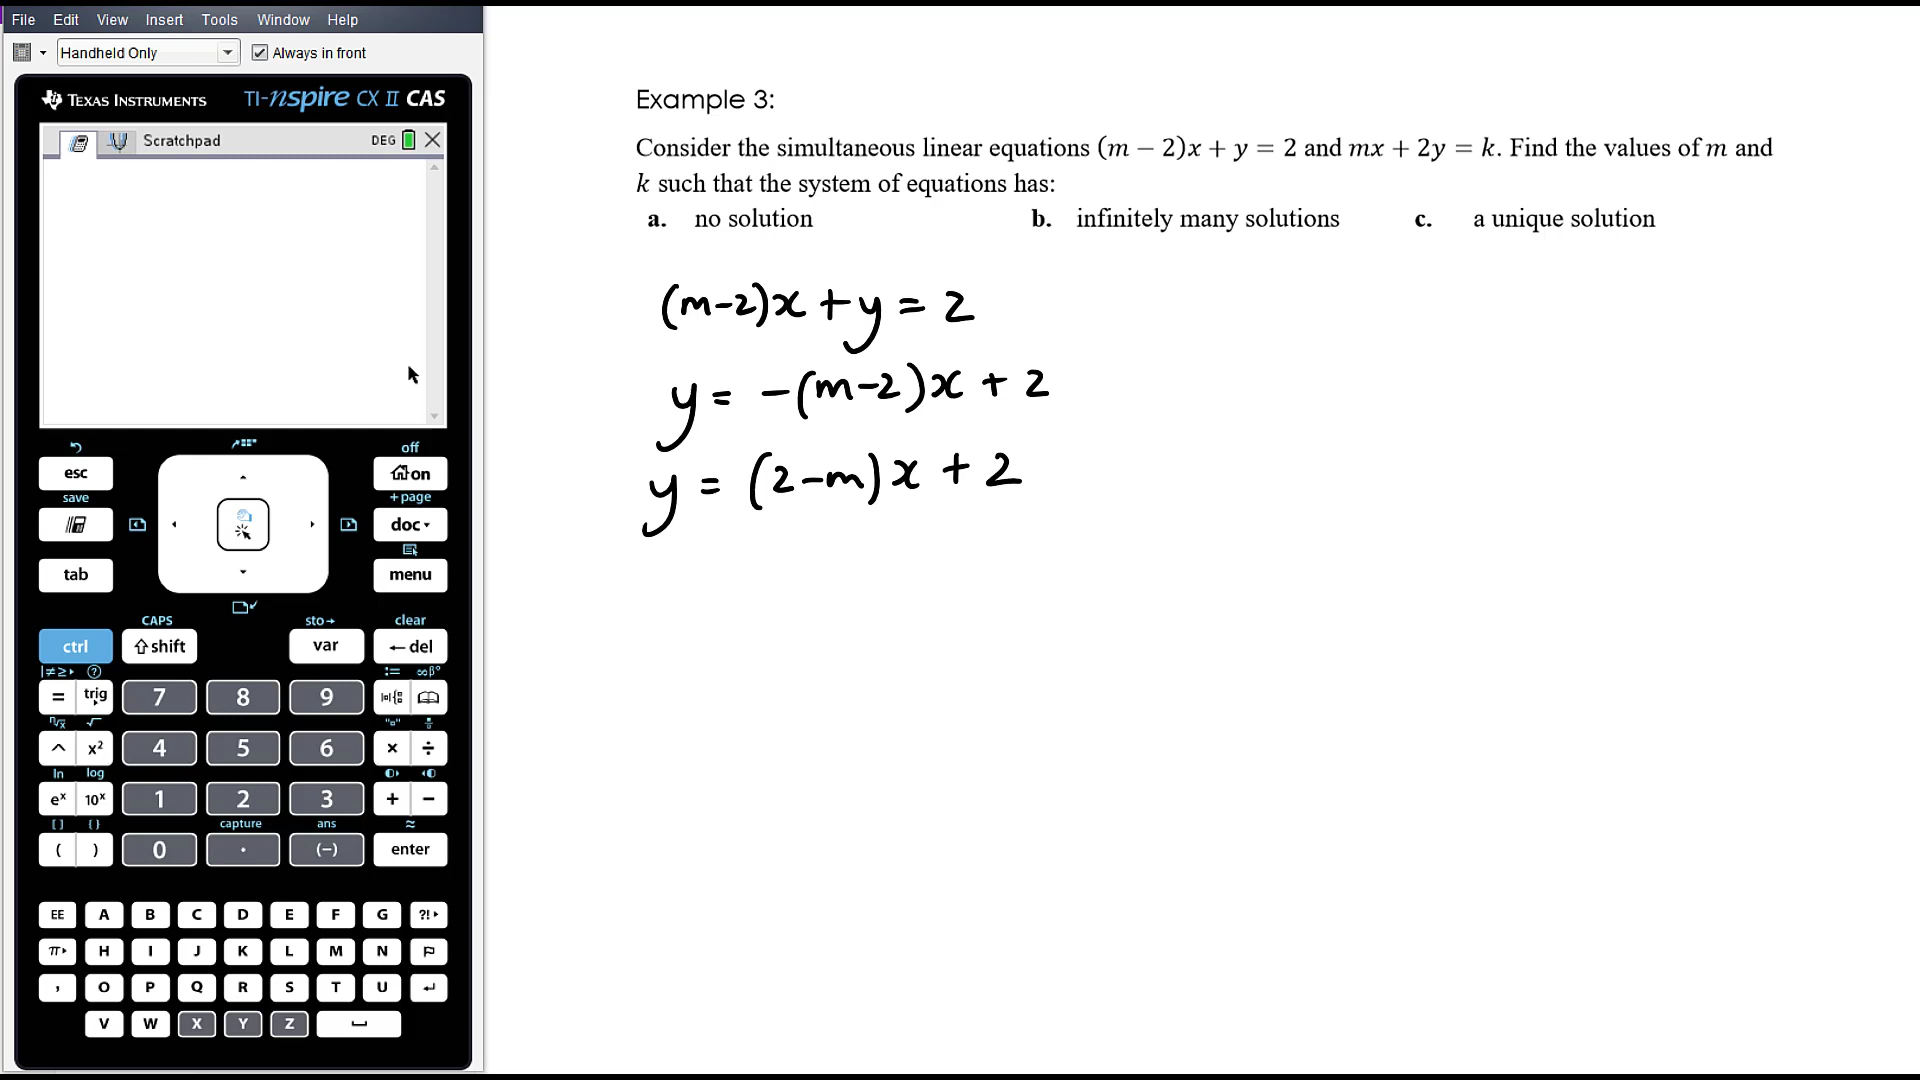 File Edit View Insert Tools Window Help
Handheld Only Always in front
TEXAS INSTRUMENTS TI-nspire CX II CAS
Scratchpad DEG
off
esc on
save + page
doc
tab menu
CAPS sto→ clear
ctrl ⇧shift var ←del
|≠≥▸ ? := ∞β°
= trig 7 8 9
ⁿ√x √
^ x² 4 5 6 × ÷
ln log
eˣ 10ˣ 1 2 3 + −
[ ] { } capture ans ≈
( ) 0 . (−) enter
EE A B C D E F G ?!▸
π▸ H I J K L M N
, O P Q R S T U ↵
V W X Y Z
Example 3:
Consider the simultaneous linear equations (m − 2)x + y = 2 and mx + 2y = k. Find the values of m and
k such that the system of equations has:
a. no solution b. infinitely many solutions c. a unique solution
(m-2)x + y = 2
y = -(m-2)x + 2
y = (2-m)x + 2